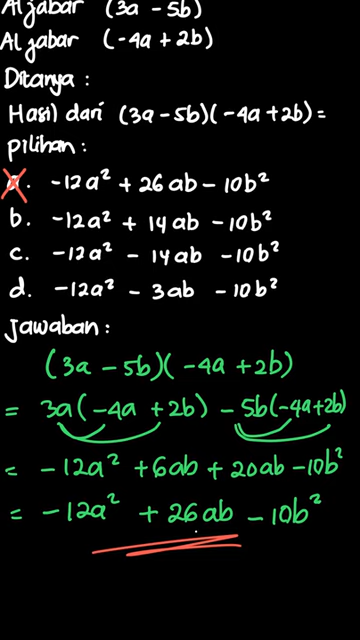 Aljabar (3a - 5b)
Aljabar (-4a + 2b)
Ditanya :
Hasil dari (3a - 5b)(-4a + 2b) =
pilihan :
a. -12a² + 26ab - 10b²
b. -12a² + 14ab - 10b²
c. -12a² - 14ab - 10b²
d. -12a² - 3ab - 10b²
Jawaban :
(3a - 5b)(-4a + 2b)
= 3a(-4a + 2b) - 5b(-4a + 2b)
= -12a² + 6ab + 20ab - 10b²
= -12a² + 26ab - 10b²